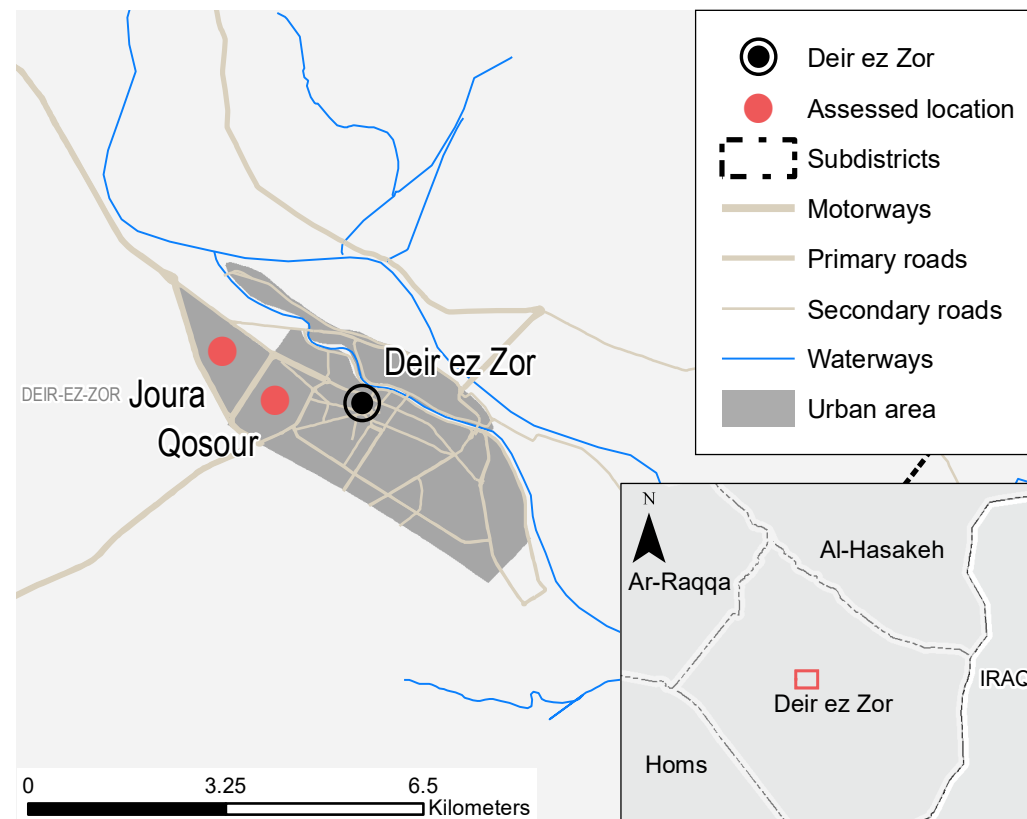 Deir ez Zor
Assessed location
Subdistricts
Motorways
Primary roads
Secondary roads
Waterways
Urban area
Deir ez Zor
DEIR-EZ-ZOR
Joura
Qosour
N
Al-Hasakeh
Ar-Raqqa
IRAQ
Deir ez Zor
Homs
0 3.25 6.5
Kilometers